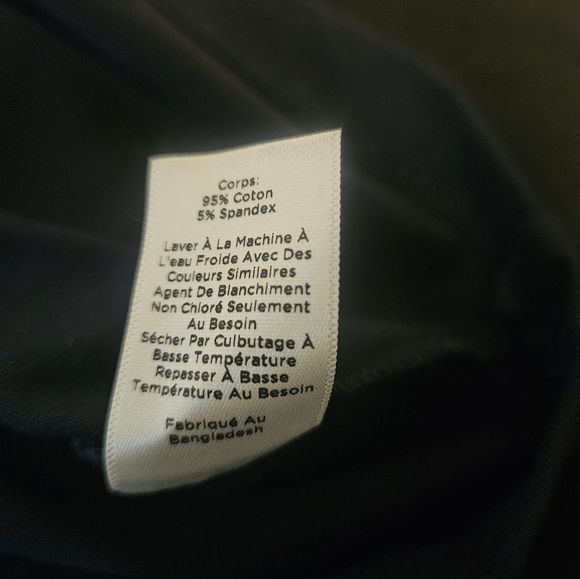 Corps:
95% Coton
5% Spandex
Laver À La Machine À
L'eau Froide Avec Des
Couleurs Similaires
Agent De Blanchiment
Non Chloré Seulement
Au Besoin
Sécher Par Culbutage À
Basse Température
Repasser À Basse
Température Au Besoin
Fabriqué Au
Bangladesh